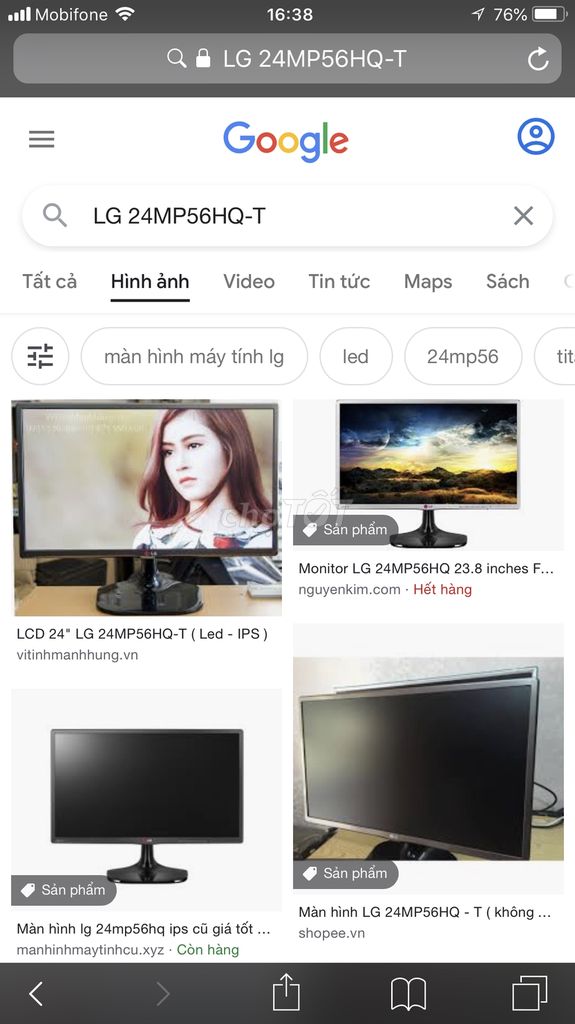 Mobifone 16:38 76%
LG 24MP56HQ-T
Google
LG 24MP56HQ-T
Tất cả Hình ảnh Video Tin tức Maps Sách
màn hình máy tính lg led 24mp56 tit
LG
chợTỐT
LCD 24" LG 24MP56HQ-T ( Led - IPS )
vitinhmanhhung.vn
Sản phẩm
Monitor LG 24MP56HQ 23.8 inches F...
nguyenkim.com · Hết hàng
Sản phẩm
Màn hình lg 24mp56hq ips cũ giá tốt ...
manhinhmaytinhcu.xyz · Còn hàng
Sản phẩm
Màn hình LG 24MP56HQ - T ( không ...
shopee.vn